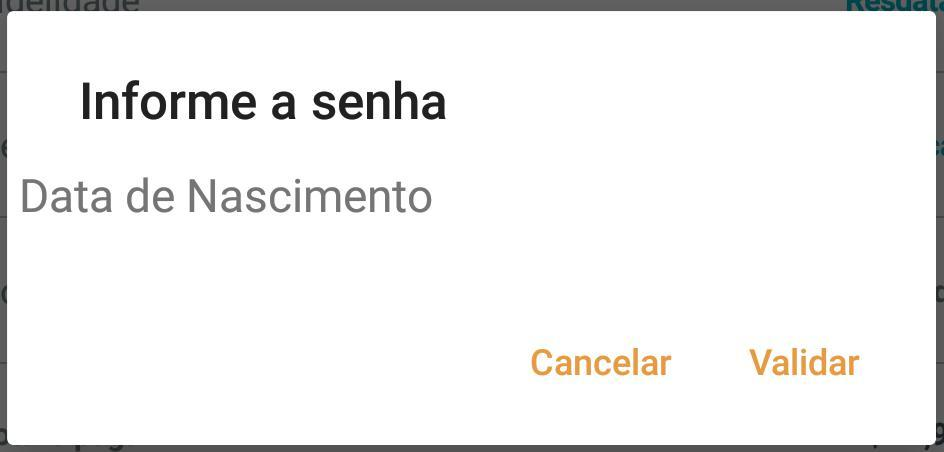 Informe a senha
Data de Nascimento
Cancelar
Validar